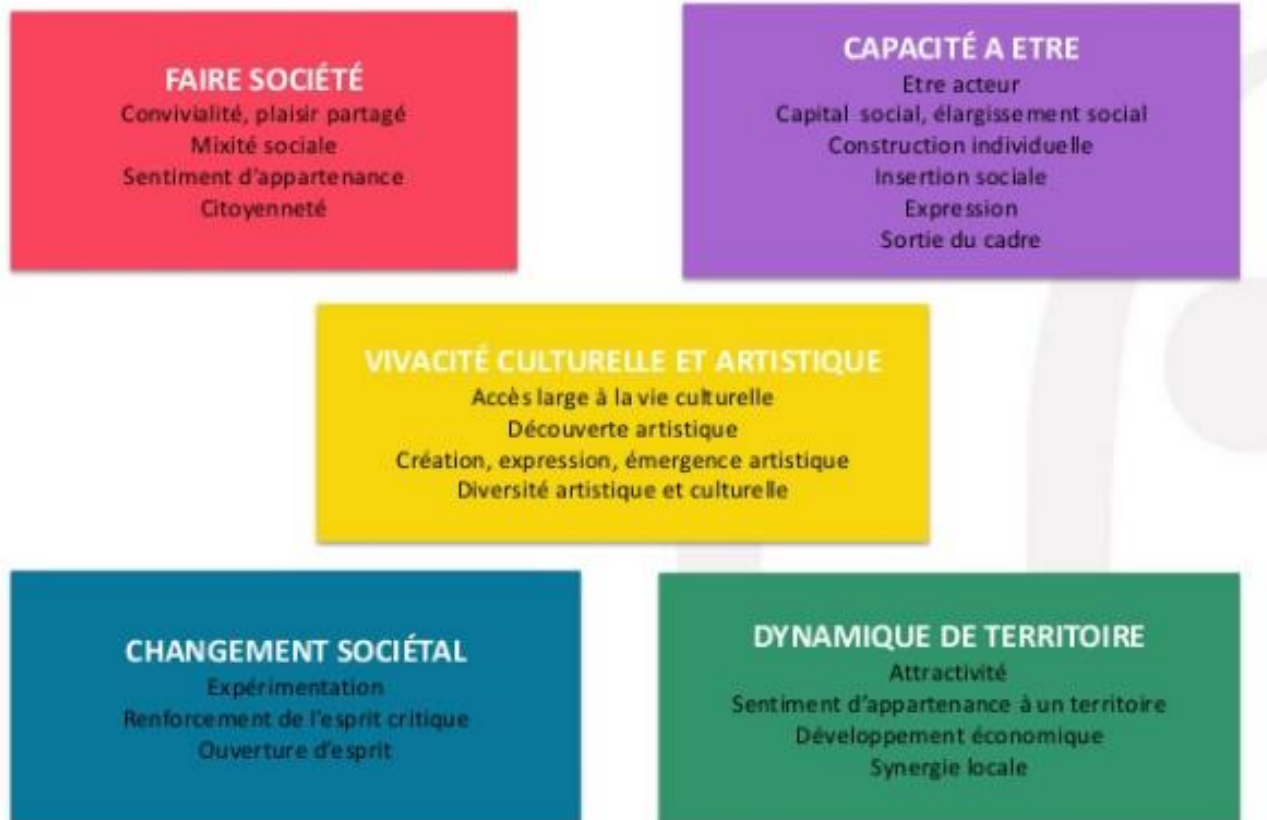 FAIRE SOCIÉTÉ
Convivialité, plaisir partagé
Mixité sociale
Sentiment d'appartenance
Citoyenneté
CAPACITÉ A ETRE
Etre acteur
Capital social, élargissement social
Construction individuelle
Insertion sociale
Expression
Sortie du cadre
VIVACITÉ CULTURELLE ET ARTISTIQUE
Accès large à la vie culturelle
Découverte artistique
Création, expression, émergence artistique
Diversité artistique et culturelle
CHANGEMENT SOCIÉTAL
Expérimentation
Renforcement de l'esprit critique
Ouverture d'esprit
DYNAMIQUE DE TERRITOIRE
Attractivité
Sentiment d'appartenance à un territoire
Développement économique
Synergie locale